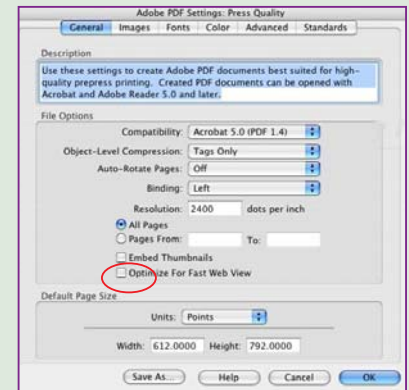 Adobe PDF Settings: Press Quality
General Images Fonts Color Advanced Standards
Description
Use these settings to create Adobe PDF documents best suited for high-
quality prepress printing. Created PDF documents can be opened with
Acrobat and Adobe Reader 5.0 and later.
File Options
Compatibility: Acrobat 5.0 (PDF 1.4)
Object-Level Compression: Tags Only
Auto-Rotate Pages: Off
Binding: Left
Resolution: 2400 dots per inch
All Pages
Pages From: To:
Embed Thumbnails
Optimize For Fast Web View
Default Page Size
Units: Points
Width: 612.0000 Height: 792.0000
Save As... Help Cancel OK